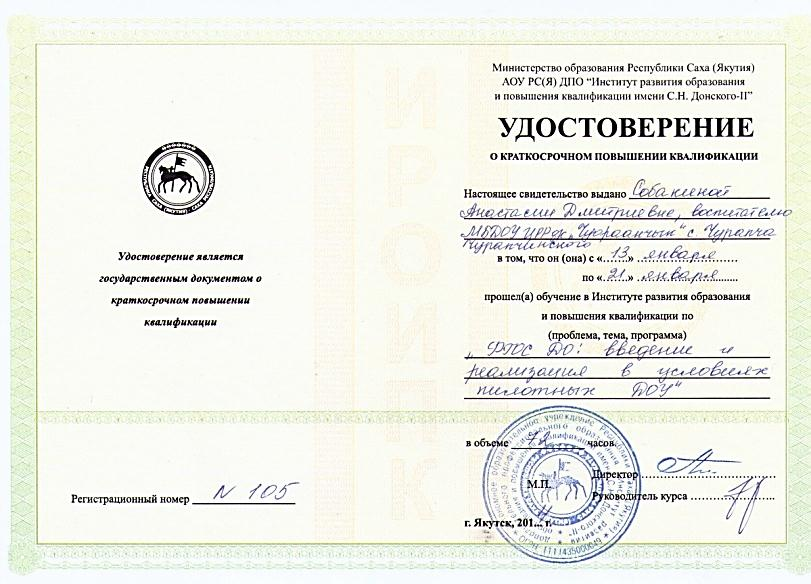 Удостоверение является
государственным документом о
краткосрочном повышении
квалификации
Регистрационный номер N 105
Министерство образования Республики Саха (Якутия)
АОУ РС(Я) ДПО “Институт развития образования
и повышения квалификации имени С.Н. Донского-II”
УДОСТОВЕРЕНИЕ
О КРАТКОСРОЧНОМ ПОВЫШЕНИИ КВАЛИФИКАЦИИ
Настоящее свидетельство выдано Собакиной
Анастасии Дмитриевне, воспитателю
МБДОУ ЦРР д/с „Чуораанчык“ с. Чурапча
Чурапчинского
в том, что он (она) с «13» января
по «21» января
прошел(а) обучение в Институте развития образования
и повышения квалификации по
(проблема, тема, программа)
„ФГОС ДО: введение и
реализация в условиях
пилотных ДОУ“
в объеме часов
Директор
М.П.
Руководитель курса
г. Якутск, 201... г.